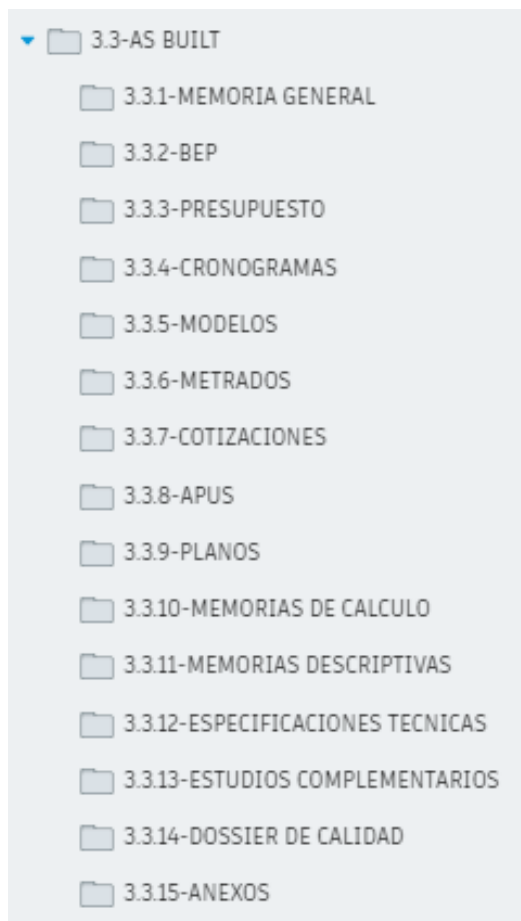 3.3-AS BUILT
3.3.1-MEMORIA GENERAL
3.3.2-BEP
3.3.3-PRESUPUESTO
3.3.4-CRONOGRAMAS
3.3.5-MODELOS
3.3.6-METRADOS
3.3.7-COTIZACIONES
3.3.8-APUS
3.3.9-PLANOS
3.3.10-MEMORIAS DE CALCULO
3.3.11-MEMORIAS DESCRIPTIVAS
3.3.12-ESPECIFICACIONES TECNICAS
3.3.13-ESTUDIOS COMPLEMENTARIOS
3.3.14-DOSSIER DE CALIDAD
3.3.15-ANEXOS